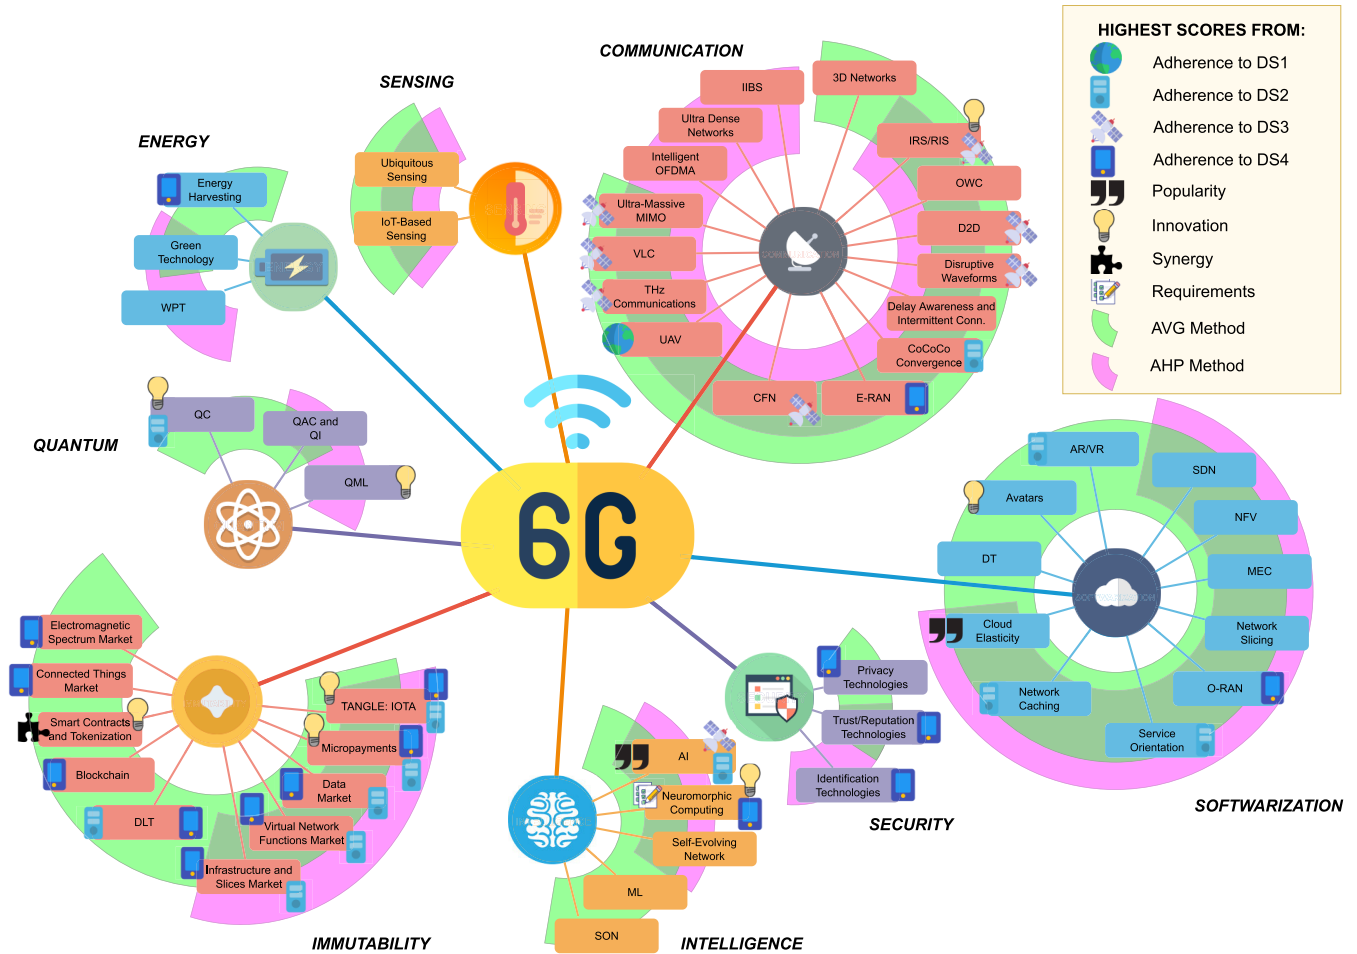 HIGHEST SCORES FROM:
Adherence to DS1
Adherence to DS2
Adherence to DS3
Adherence to DS4
Popularity
Innovation
Synergy
Requirements
AVG Method
AHP Method
COMMUNICATION
IIBS
Ultra Dense
Networks
Intelligent
OFDMA
Ultra-Massive
MIMO
VLC
THz
Communications
UAV
CFN
E-RAN
CoCoCo
Convergence
Delay Awareness and
Intermittent Conn.
Disruptive
Waveforms
D2D
OWC
IRS/RIS
3D Networks
SENSING
Ubiquitous
Sensing
IoT-Based
Sensing
ENERGY
Energy
Harvesting
Green
Technology
WPT
QUANTUM
QC
QAC and
QI
QML
6G
IMMUTABILITY
Electromagnetic
Spectrum Market
Connected Things
Market
Smart Contracts
and Tokenization
Blockchain
DLT
Infrastructure and
Slices Market
Virtual Network
Functions Market
Data
Market
Micropayments
TANGLE: IOTA
INTELLIGENCE
AI
Neuromorphic
Computing
Self-Evolving
Network
ML
SON
SECURITY
Privacy
Technologies
Trust/Reputation
Technologies
Identification
Technologies
SOFTWARIZATION
AR/VR
Avatars
DT
Cloud
Elasticity
Network
Caching
Service
Orientation
O-RAN
Network
Slicing
MEC
NFV
SDN